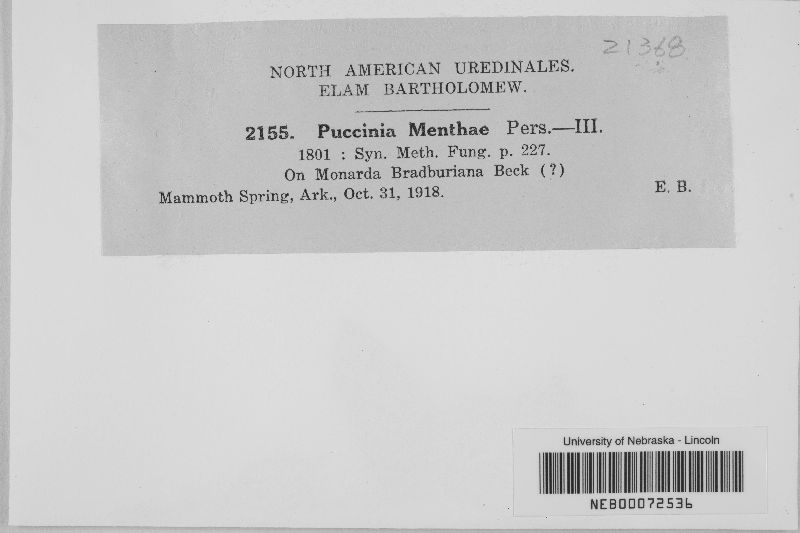 21368
NORTH AMERICAN UREDINALES.
ELAM BARTHOLOMEW.
2155. Puccinia Menthae Pers.—III.
1801 : Syn. Meth. Fung. p. 227.
On Monarda Bradburiana Beck (?)
Mammoth Spring, Ark., Oct. 31, 1918. E. B.
University of Nebraska - Lincoln
NEB00072536